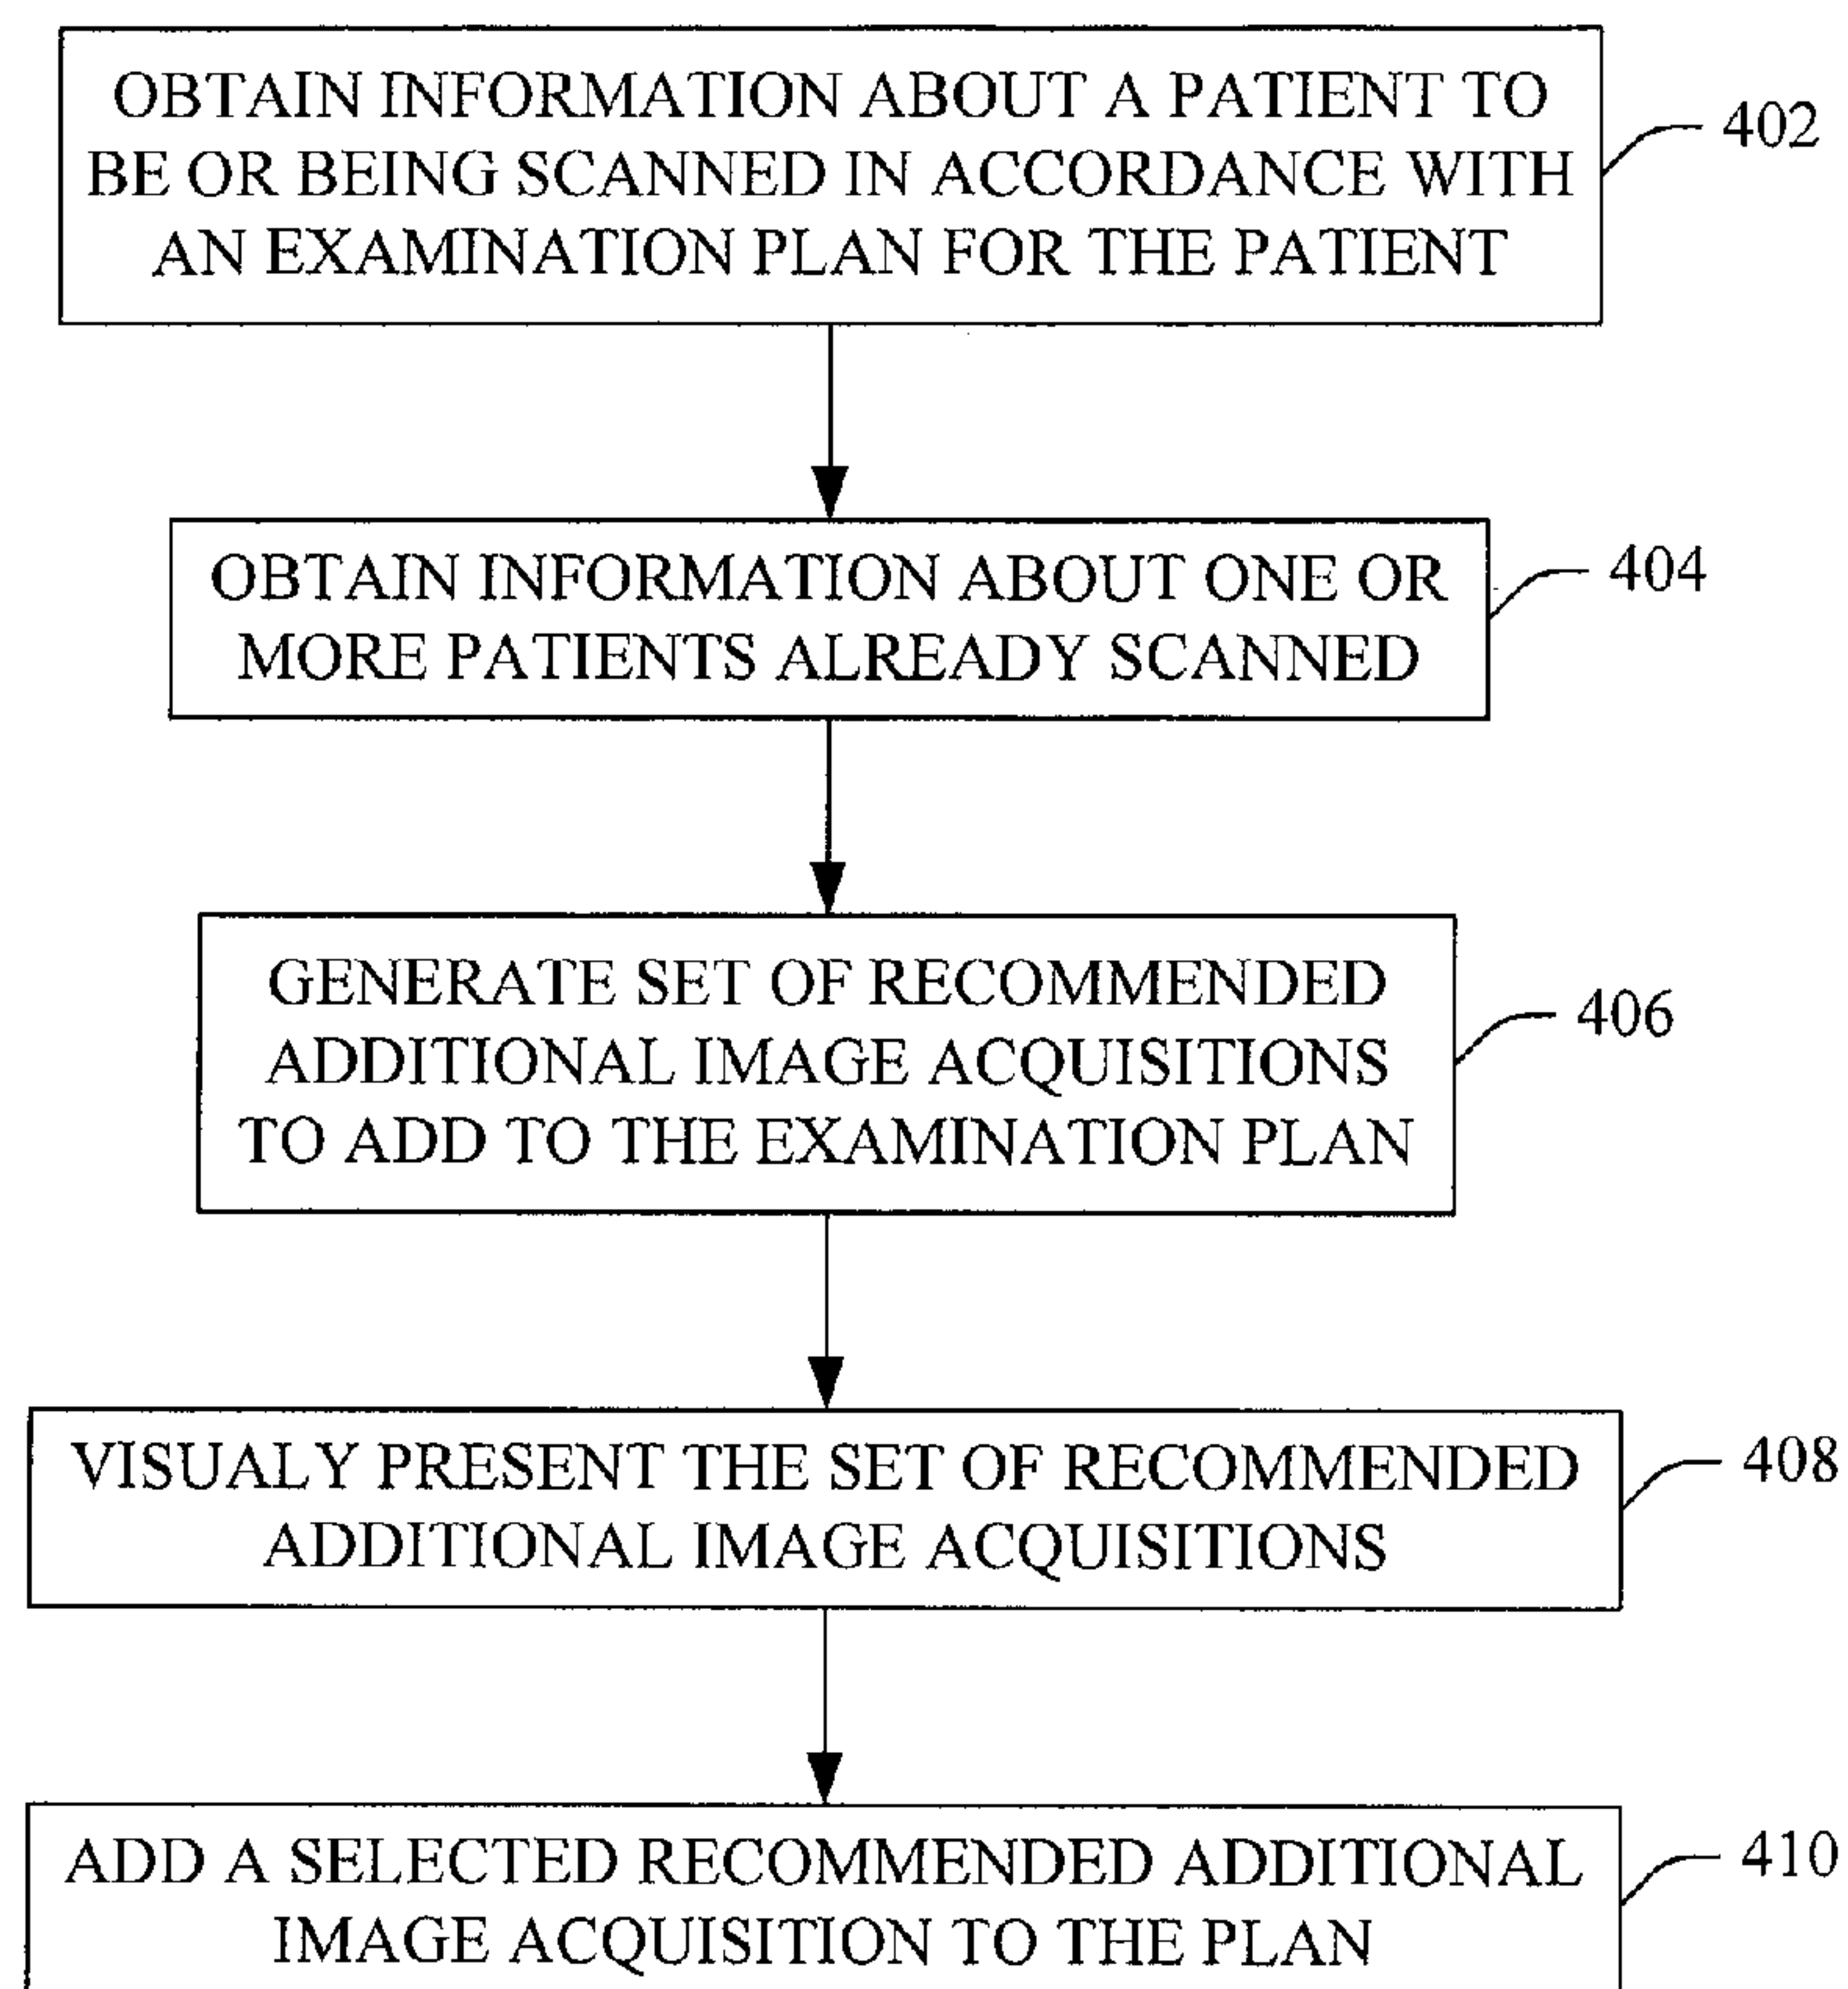 OBTAIN INFORMATION ABOUT A PATIENT TO
BE OR BEING SCANNED IN ACCORDANCE WITH
AN EXAMINATION PLAN FOR THE PATIENT
402
OBTAIN INFORMATION ABOUT ONE OR
MORE PATIENTS ALREADY SCANNED
404
GENERATE SET OF RECOMMENDED
ADDITIONAL IMAGE ACQUISITIONS
TO ADD TO THE EXAMINATION PLAN
406
VISUALY PRESENT THE SET OF RECOMMENDED
ADDITIONAL IMAGE ACQUISITIONS
408
ADD A SELECTED RECOMMENDED ADDITIONAL
IMAGE ACQUISITION TO THE PLAN
410